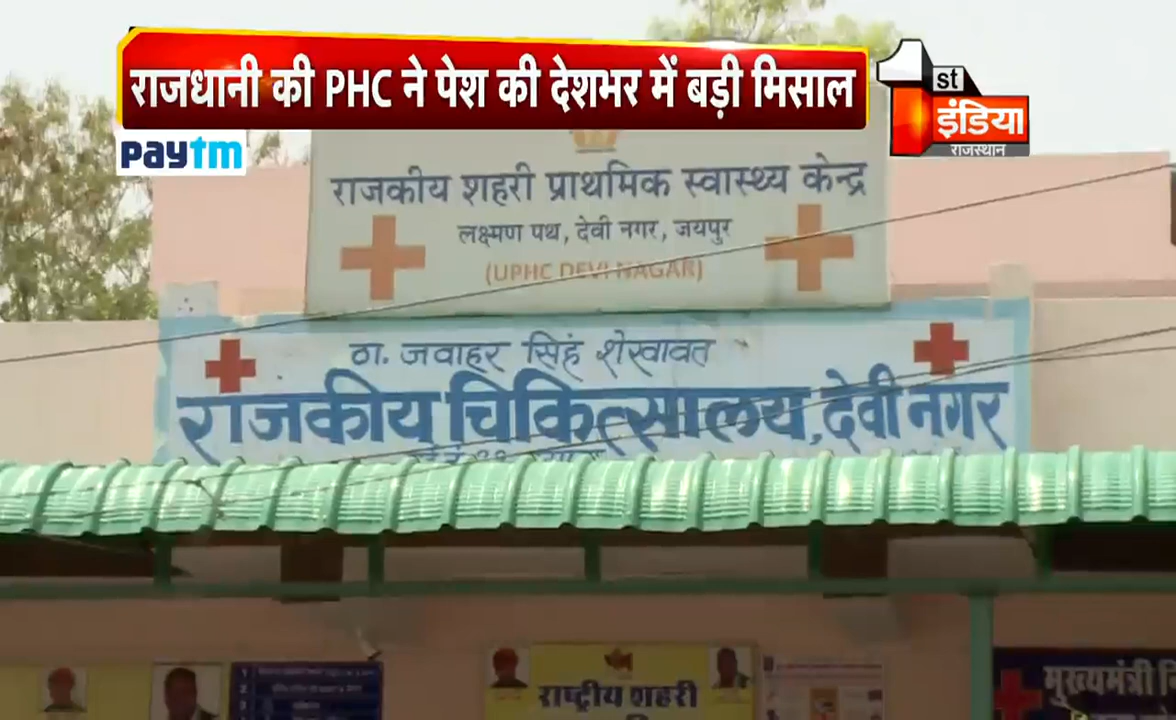 राजधानी की PHC ने पेश की देशभर में बड़ी मिसाल
1st
इंडिया
राजस्थान
paytm
राजकीय शहरी प्राथमिक स्वास्थ्य केन्द्र
लक्ष्मण पथ, देवी नगर, जयपुर
(UPHC DEVI NAGAR)
ठा. जवाहर सिंह शेखावत
राजकीय चिकित्सालय, देवी नगर
राष्ट्रीय शहरी
मुख्यमंत्री